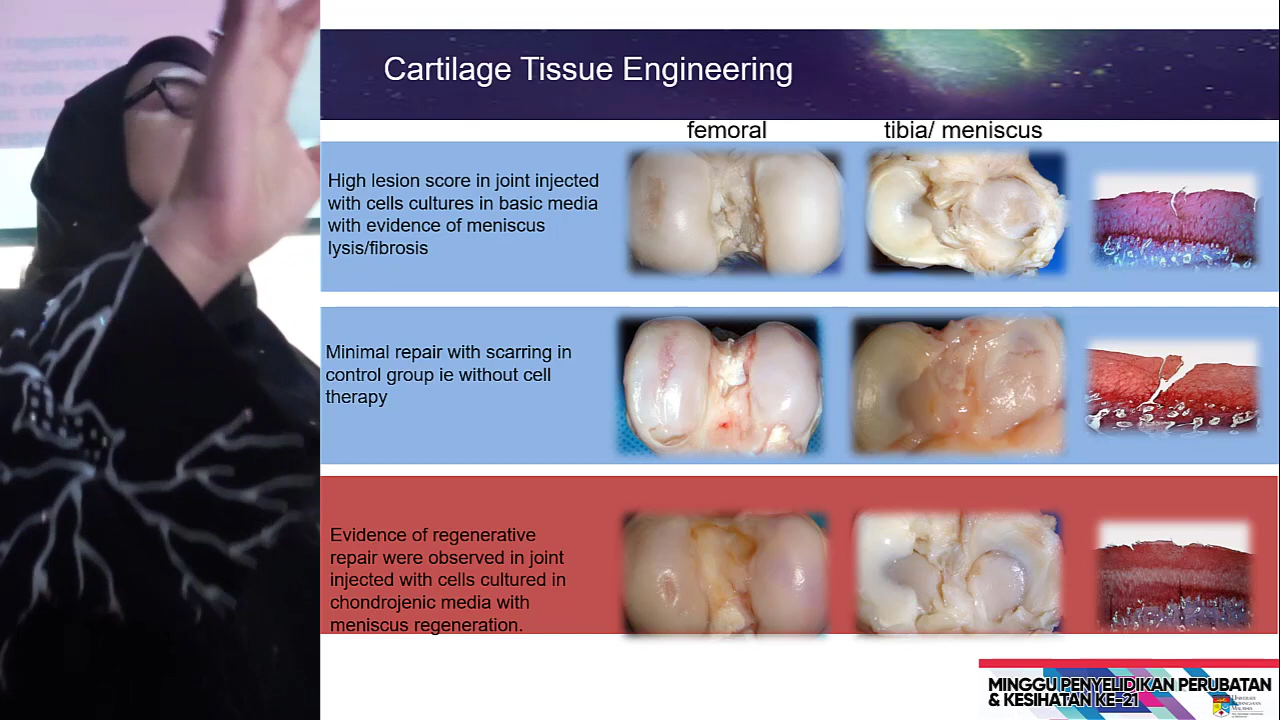 Cartilage Tissue Engineering
femoral
tibia/ meniscus
High lesion score in joint injected
with cells cultures in basic media
with evidence of meniscus
lysis/fibrosis
Minimal repair with scarring in
control group ie without cell
therapy
Evidence of regenerative
repair were observed in joint
injected with cells cultured in
chondrojenic media with
meniscus regeneration.
MINGGU PENYELIDIKAN PERUBATAN
& KESIHATAN KE-21